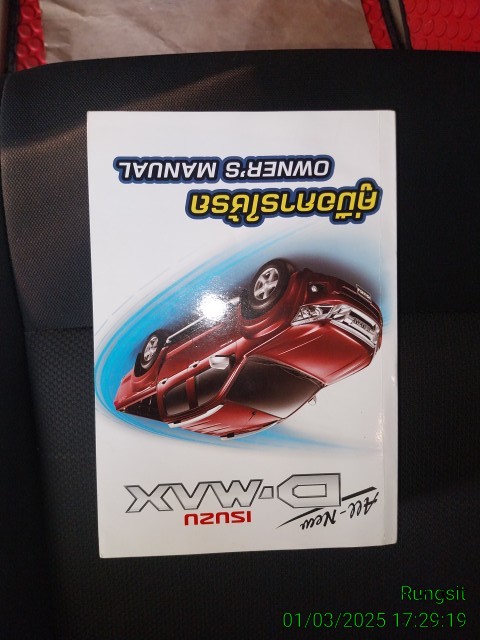 All-New
ISUZU
D-MAX
คู่มือการใช้รถ
OWNER'S MANUAL
Rungsit
01/03/2025 17:29:19